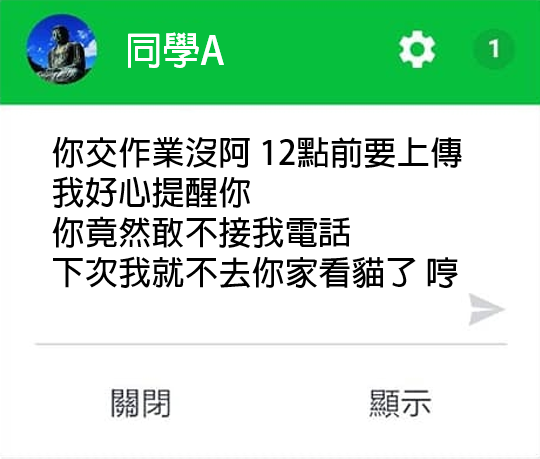 同學A
1
你交作業沒阿 12點前要上傳
我好心提醒你
你竟然敢不接我電話
下次我就不去你家看貓了 哼
關閉
顯示